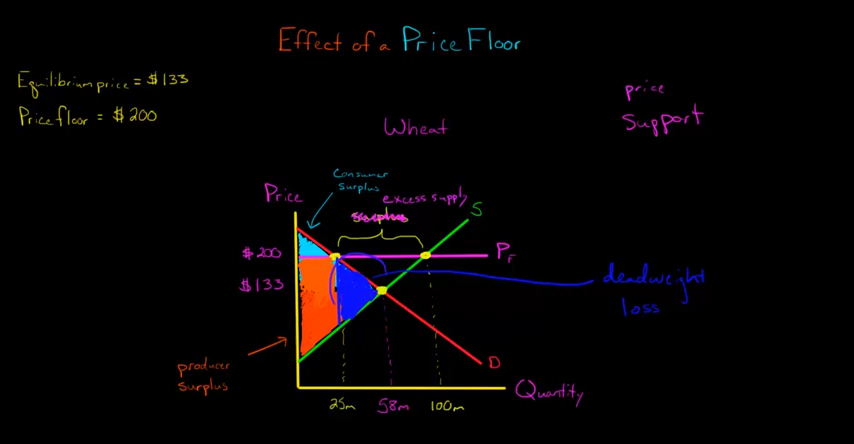 Effect of a Price Floor
Equilibrium price = $133
Price floor = $200
price
support
Wheat
Consumer
surplus
Price
excess supply
surplus
S
$200
Pf
$133
deadweight
loss
producer
surplus
D
Quantity
25m
58m
100m